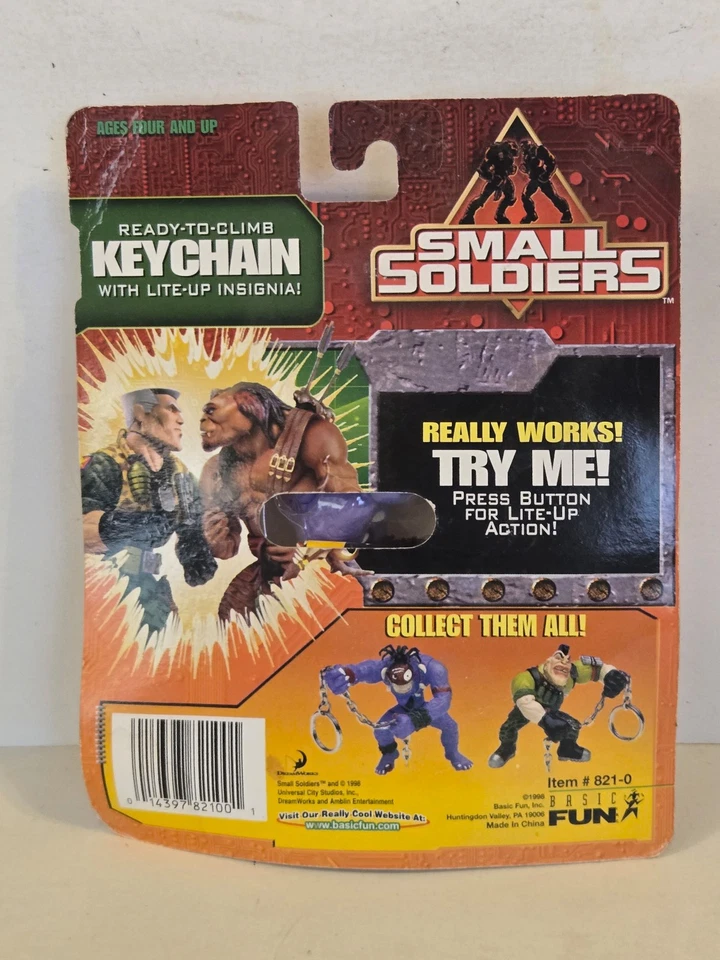 AGES FOUR AND UP
READY-TO-CLIMB
KEYCHAIN
WITH LITE-UP INSIGNIA!
SMALL
SOLDIERS™
REALLY WORKS!
TRY ME!
PRESS BUTTON
FOR LITE-UP
ACTION!
COLLECT THEM ALL!
0 14397 82100 1
DREAMWORKS
Small Soldiers™ and © 1998
Universal City Studios, Inc.,
DreamWorks and Amblin Entertainment
Visit Our Really Cool Website At:
www.basicfun.com
Item # 821-0
©1998
Basic Fun, Inc.
Huntingdon Valley, PA 19006
Made in China
BASIC
FUN